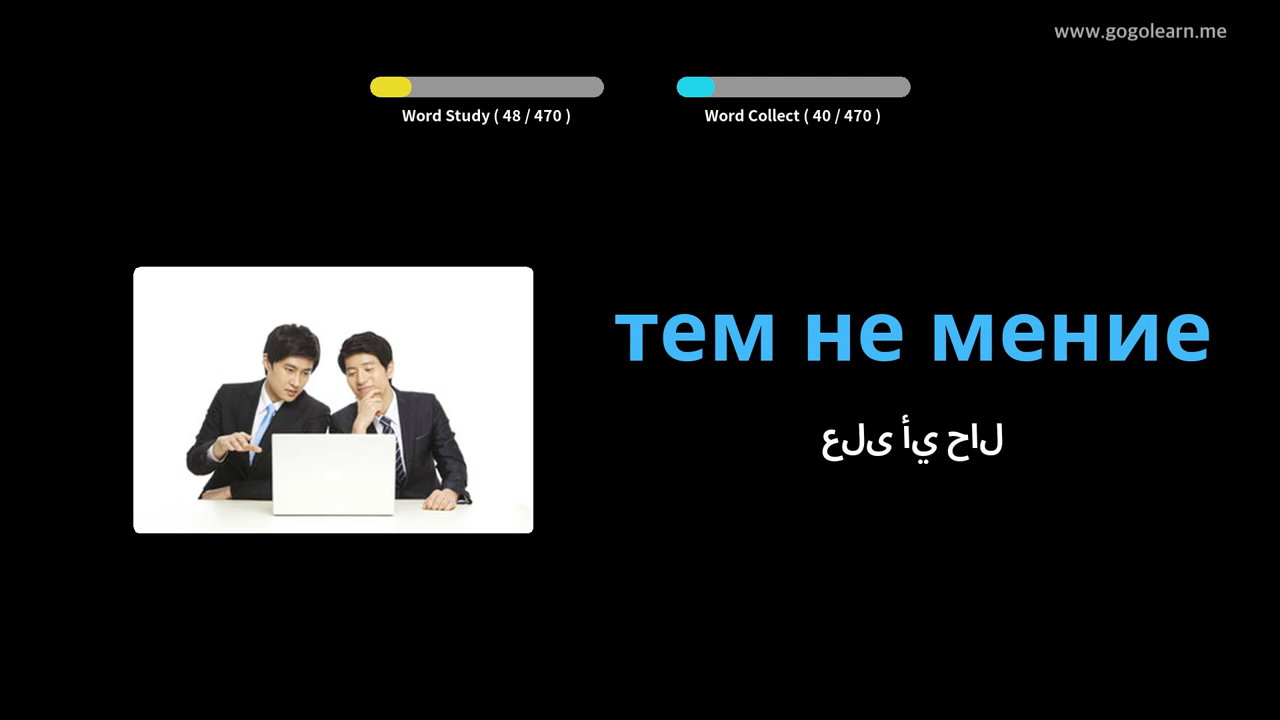 www.gogolearn.me
Word Study ( 48 / 470 )
Word Collect ( 40 / 470 )
тем не мение
على أي حال